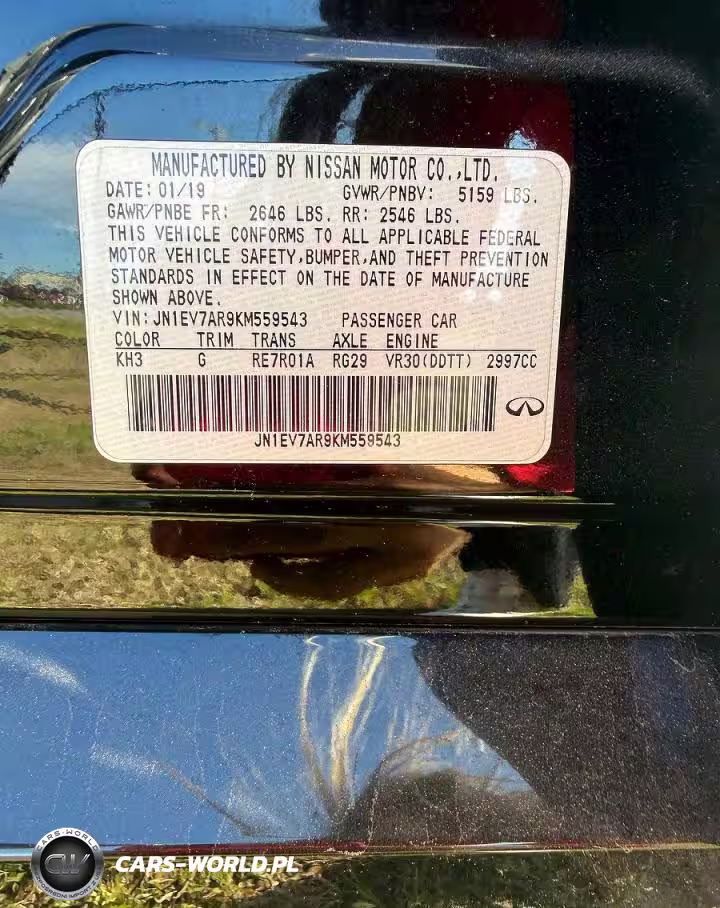 MANUFACTURED BY NISSAN MOTOR CO.,LTD.
DATE: 01/19 GVWR/PNBV: 5159 LBS.
GAWR/PNBE FR: 2646 LBS. RR: 2546 LBS.
THIS VEHICLE CONFORMS TO ALL APPLICABLE FEDERAL
MOTOR VEHICLE SAFETY,BUMPER,AND THEFT PREVENTION
STANDARDS IN EFFECT ON THE DATE OF MANUFACTURE
SHOWN ABOVE.
VIN: JN1EV7AR9KM559543 PASSENGER CAR
COLOR TRIM TRANS AXLE ENGINE
KH3 G RE7R01A RG29 VR30(DDTT) 2997CC
JN1EV7AR9KM559543
CARS-WORLD
CW
CARS-WORLD.PL